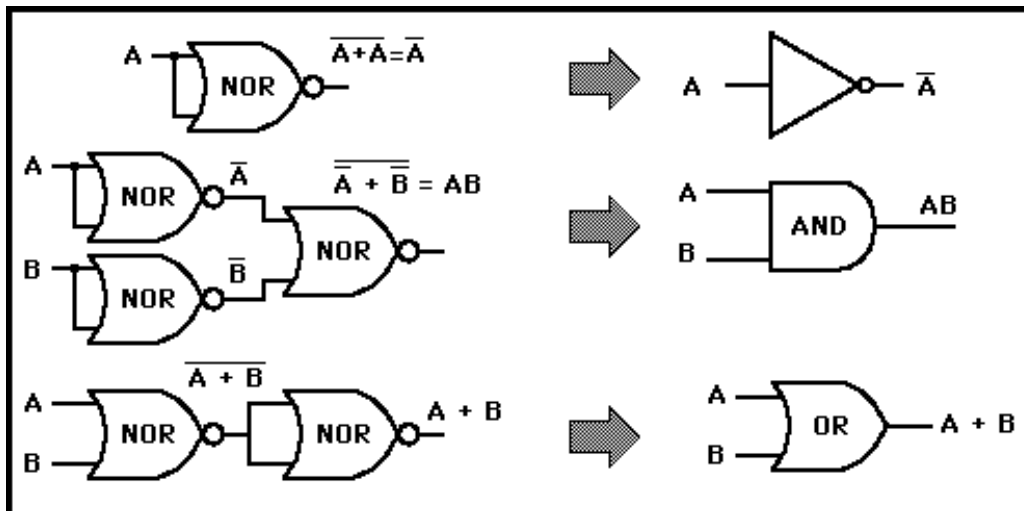 A NOR A̅+̅A̅=A̅ A A̅
A NOR A̅ A̅ ̅+̅ ̅B̅ = AB A AND AB
NOR
B NOR B̅ B
A̅ ̅+̅ ̅B̅
A NOR NOR A + B A OR A + B
B B